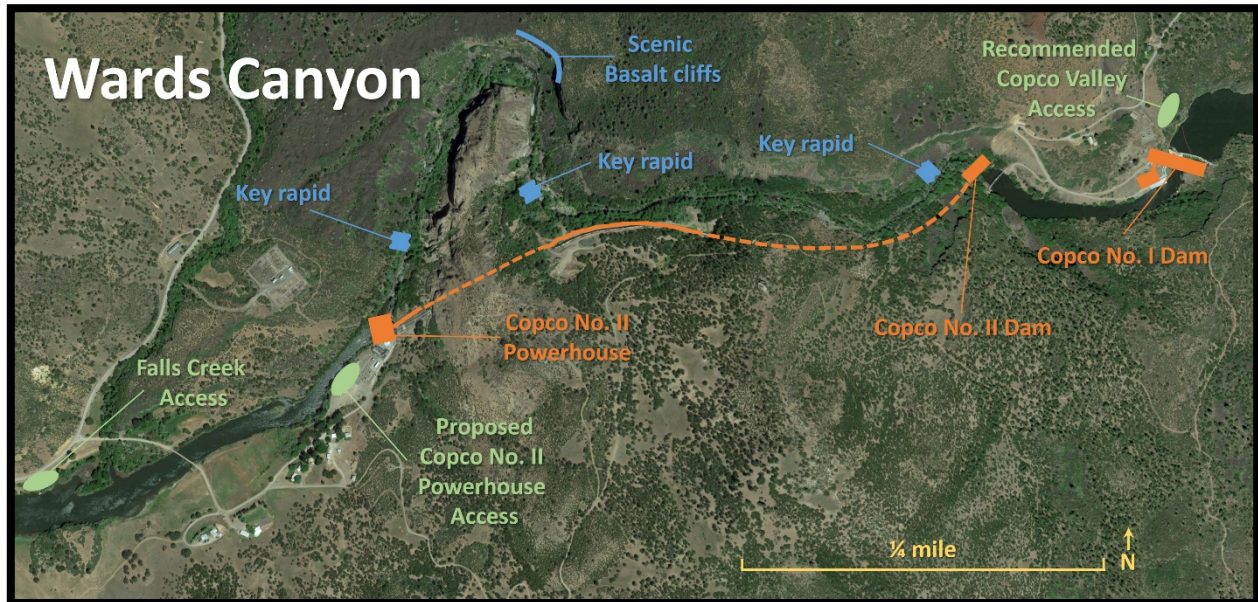 Wards Canyon
Scenic
Basalt cliffs
Recommended
Copco Valley
Access
Key rapid
Key rapid
Key rapid
Copco No. I Dam
Copco No. II Dam
Copco No. II
Powerhouse
Falls Creek
Access
Proposed
Copco No. II
Powerhouse
Access
¼ mile
N